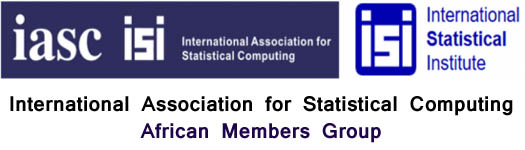 iasc isi International Association for
Statistical Computing
isi International
Statistical
Institute
International Association for Statistical Computing
African Members Group